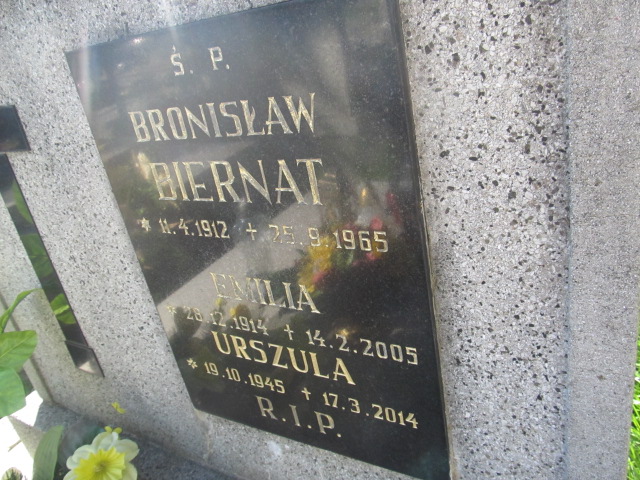 Ś. P.
BRONISŁAW
BIERNAT
* 11.4.1912 + 25.9.1965
EMILIA
* 28.12.1914 + 14.2.2005
URSZULA
* 19.10.1945 + 17.3.2014
R.I.P.